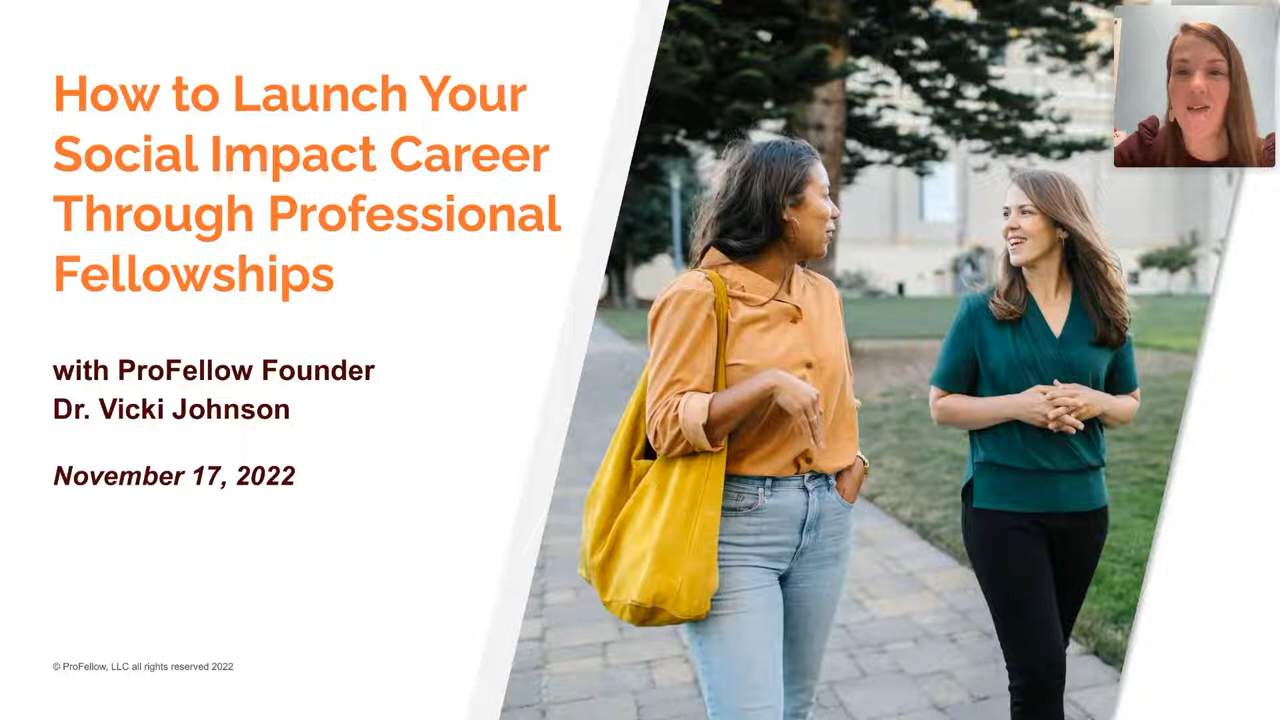 How to Launch Your
Social Impact Career
Through Professional
Fellowships
with ProFellow Founder
Dr. Vicki Johnson
November 17, 2022
© ProFellow, LLC all rights reserved 2022